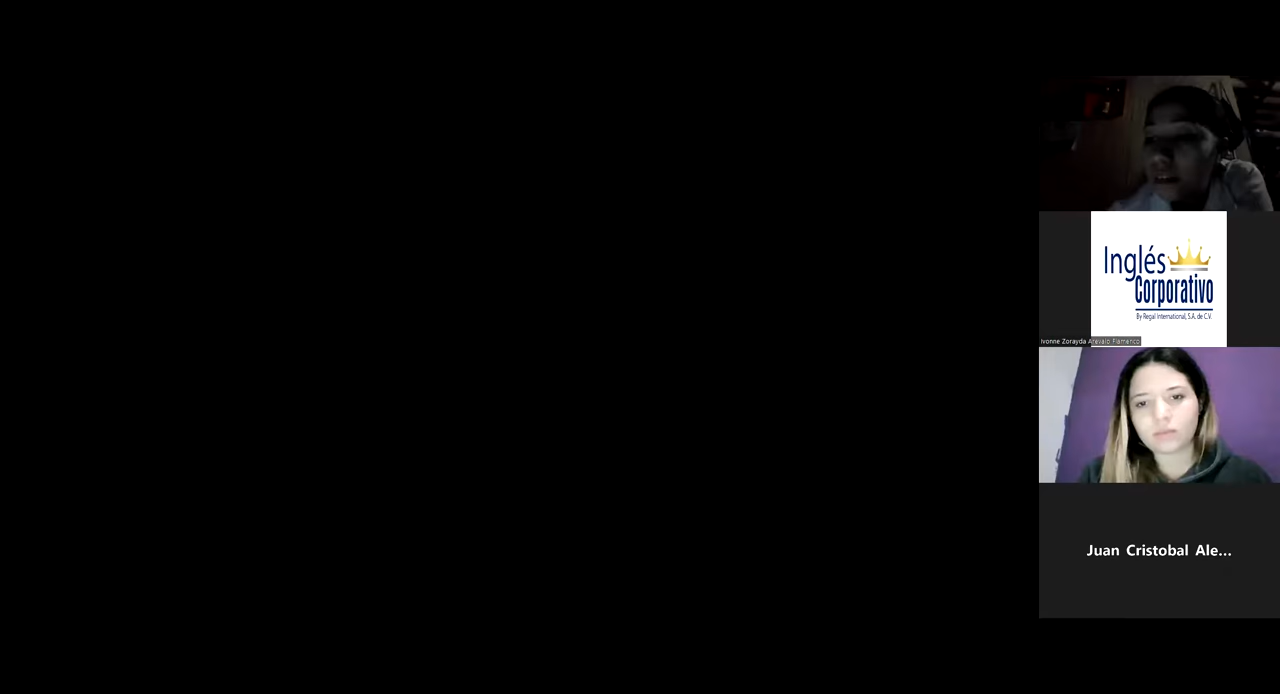 Inglés
Corporativo
By Regal International, S.A. de C.V.
Ivonne Zorayda Arevalo Flamenco
Juan Cristobal Ale...